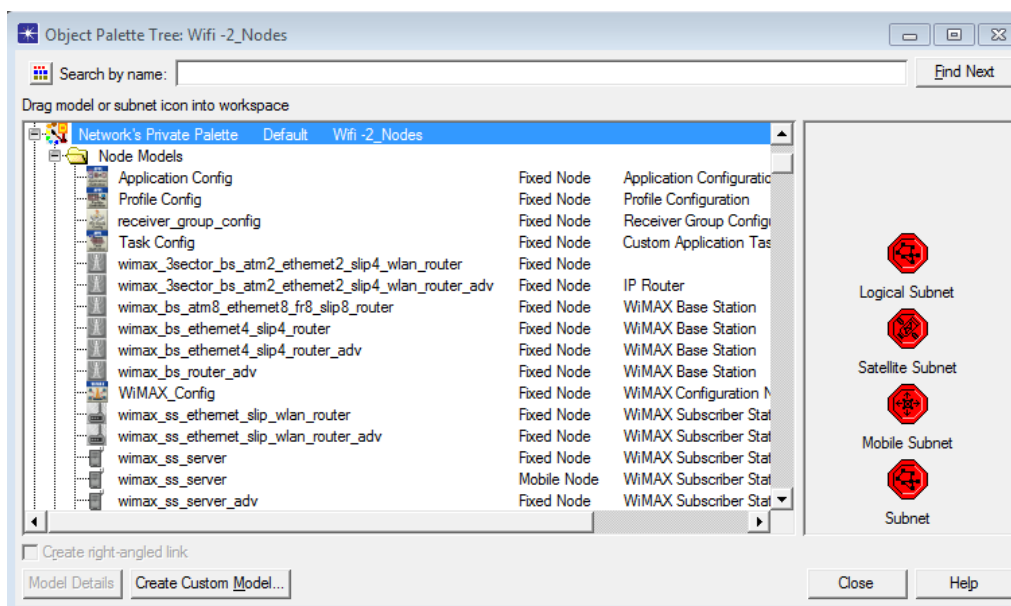 Object Palette Tree: Wifi -2_Nodes
Search by name: Find Next
Drag model or subnet icon into workspace
Network's Private Palette Default Wifi -2_Nodes
Node Models
Application Config Fixed Node Application Configuratic
Profile Config Fixed Node Profile Configuration
receiver_group_config Fixed Node Receiver Group Configu
Task Config Fixed Node Custom Application Tas
wimax_3sector_bs_atm2_ethernet2_slip4_wlan_router Fixed Node
wimax_3sector_bs_atm2_ethernet2_slip4_wlan_router_adv Fixed Node IP Router
wimax_bs_atm8_ethernet8_fr8_slip8_router Fixed Node WiMAX Base Station
wimax_bs_ethernet4_slip4_router Fixed Node WiMAX Base Station
wimax_bs_ethernet4_slip4_router_adv Fixed Node WiMAX Base Station
wimax_bs_router_adv Fixed Node WiMAX Base Station
WiMAX_Config Fixed Node WiMAX Configuration N
wimax_ss_ethernet_slip_wlan_router Fixed Node WiMAX Subscriber Stat
wimax_ss_ethernet_slip_wlan_router_adv Fixed Node WiMAX Subscriber Stat
wimax_ss_server Fixed Node WiMAX Subscriber Stat
wimax_ss_server Mobile Node WiMAX Subscriber Stat
wimax_ss_server_adv Fixed Node WiMAX Subscriber Stat
Logical Subnet
Satellite Subnet
Mobile Subnet
Subnet
Create right-angled link
Model Details Create Custom Model... Close Help